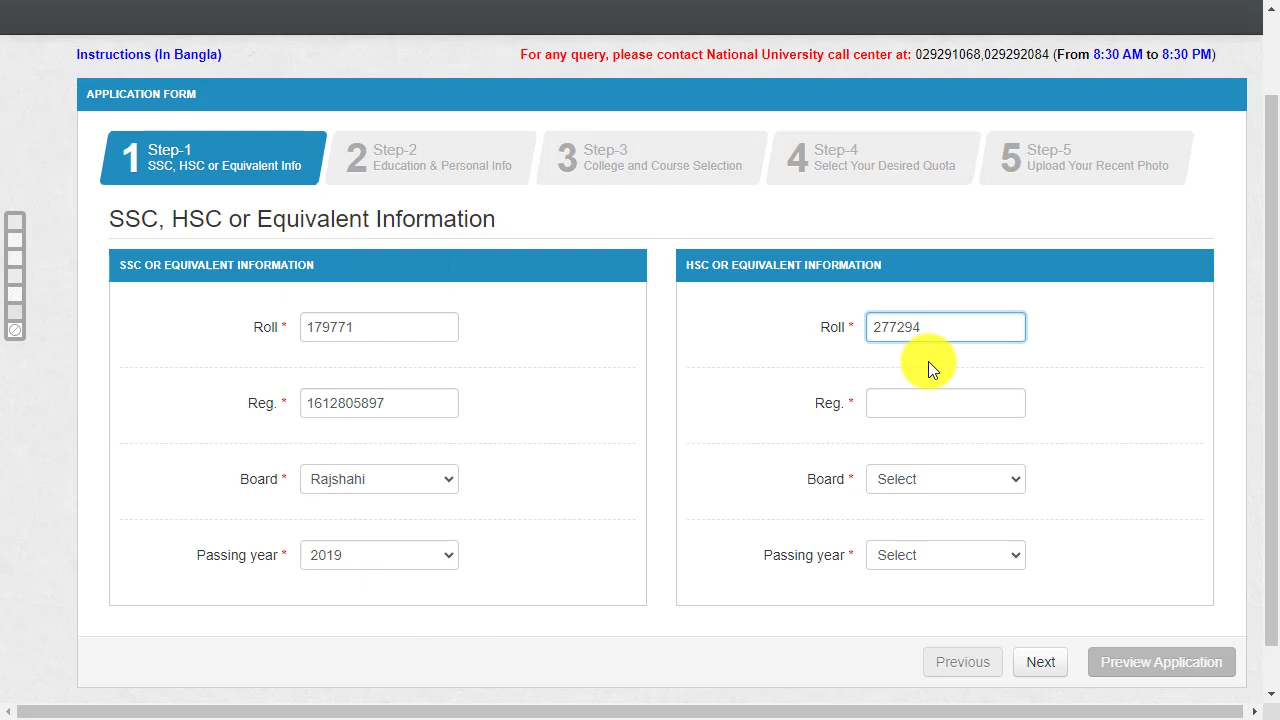 Instructions (In Bangla)
For any query, please contact National University call center at: 029291068,029292084 (From 8:30 AM to 8:30 PM)
APPLICATION FORM
1 Step-1
SSC, HSC or Equivalent Info
2 Step-2
Education & Personal Info
3 Step-3
College and Course Selection
4 Step-4
Select Your Desired Quota
5 Step-5
Upload Your Recent Photo
SSC, HSC or Equivalent Information
SSC OR EQUIVALENT INFORMATION
Roll * 179771
Reg. * 1612805897
Board * Rajshahi
Passing year * 2019
HSC OR EQUIVALENT INFORMATION
Roll * 277294
Reg. *
Board * Select
Passing year * Select
Previous
Next
Preview Application